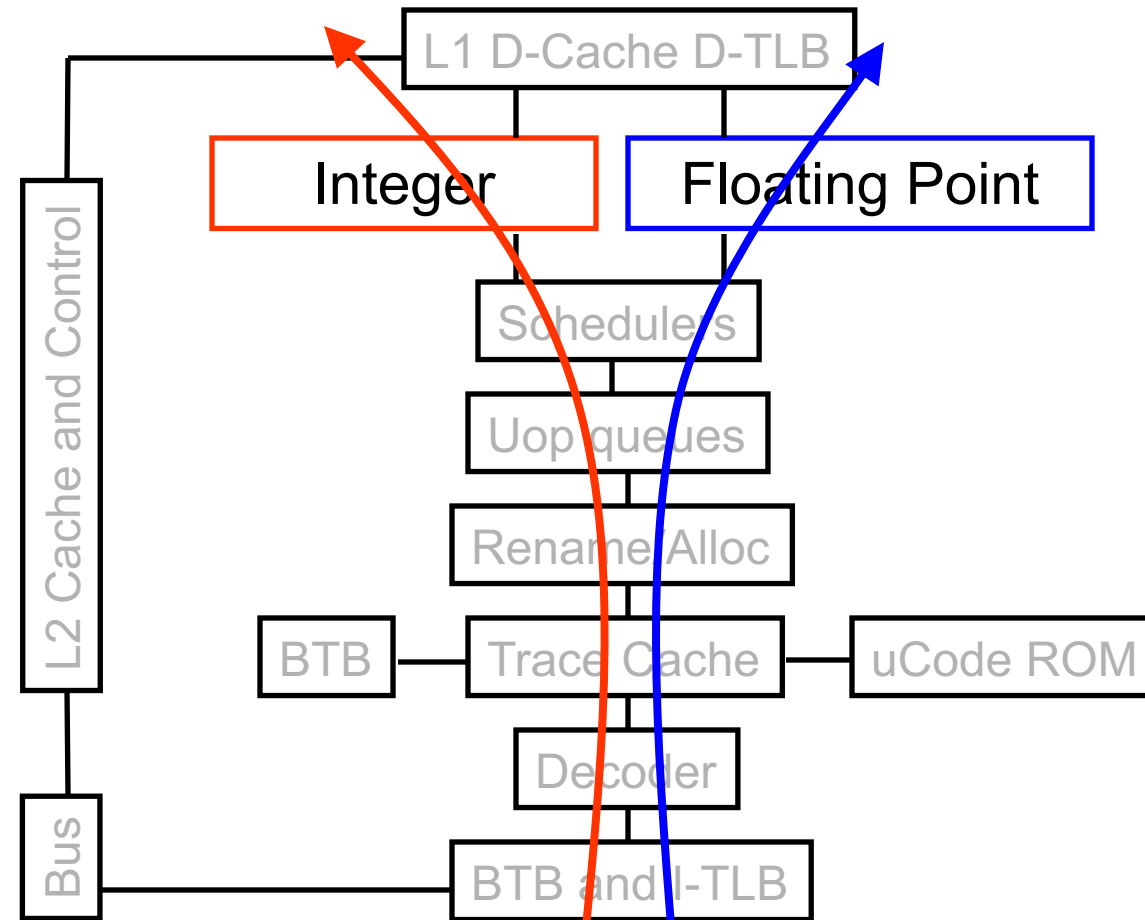 L1 D-Cache D-TLB
Integer
Floating Point
L2 Cache and Control
Schedulers
Uop queues
Rename/Alloc
BTB
Trace Cache
uCode ROM
Decoder
Bus
BTB and I-TLB